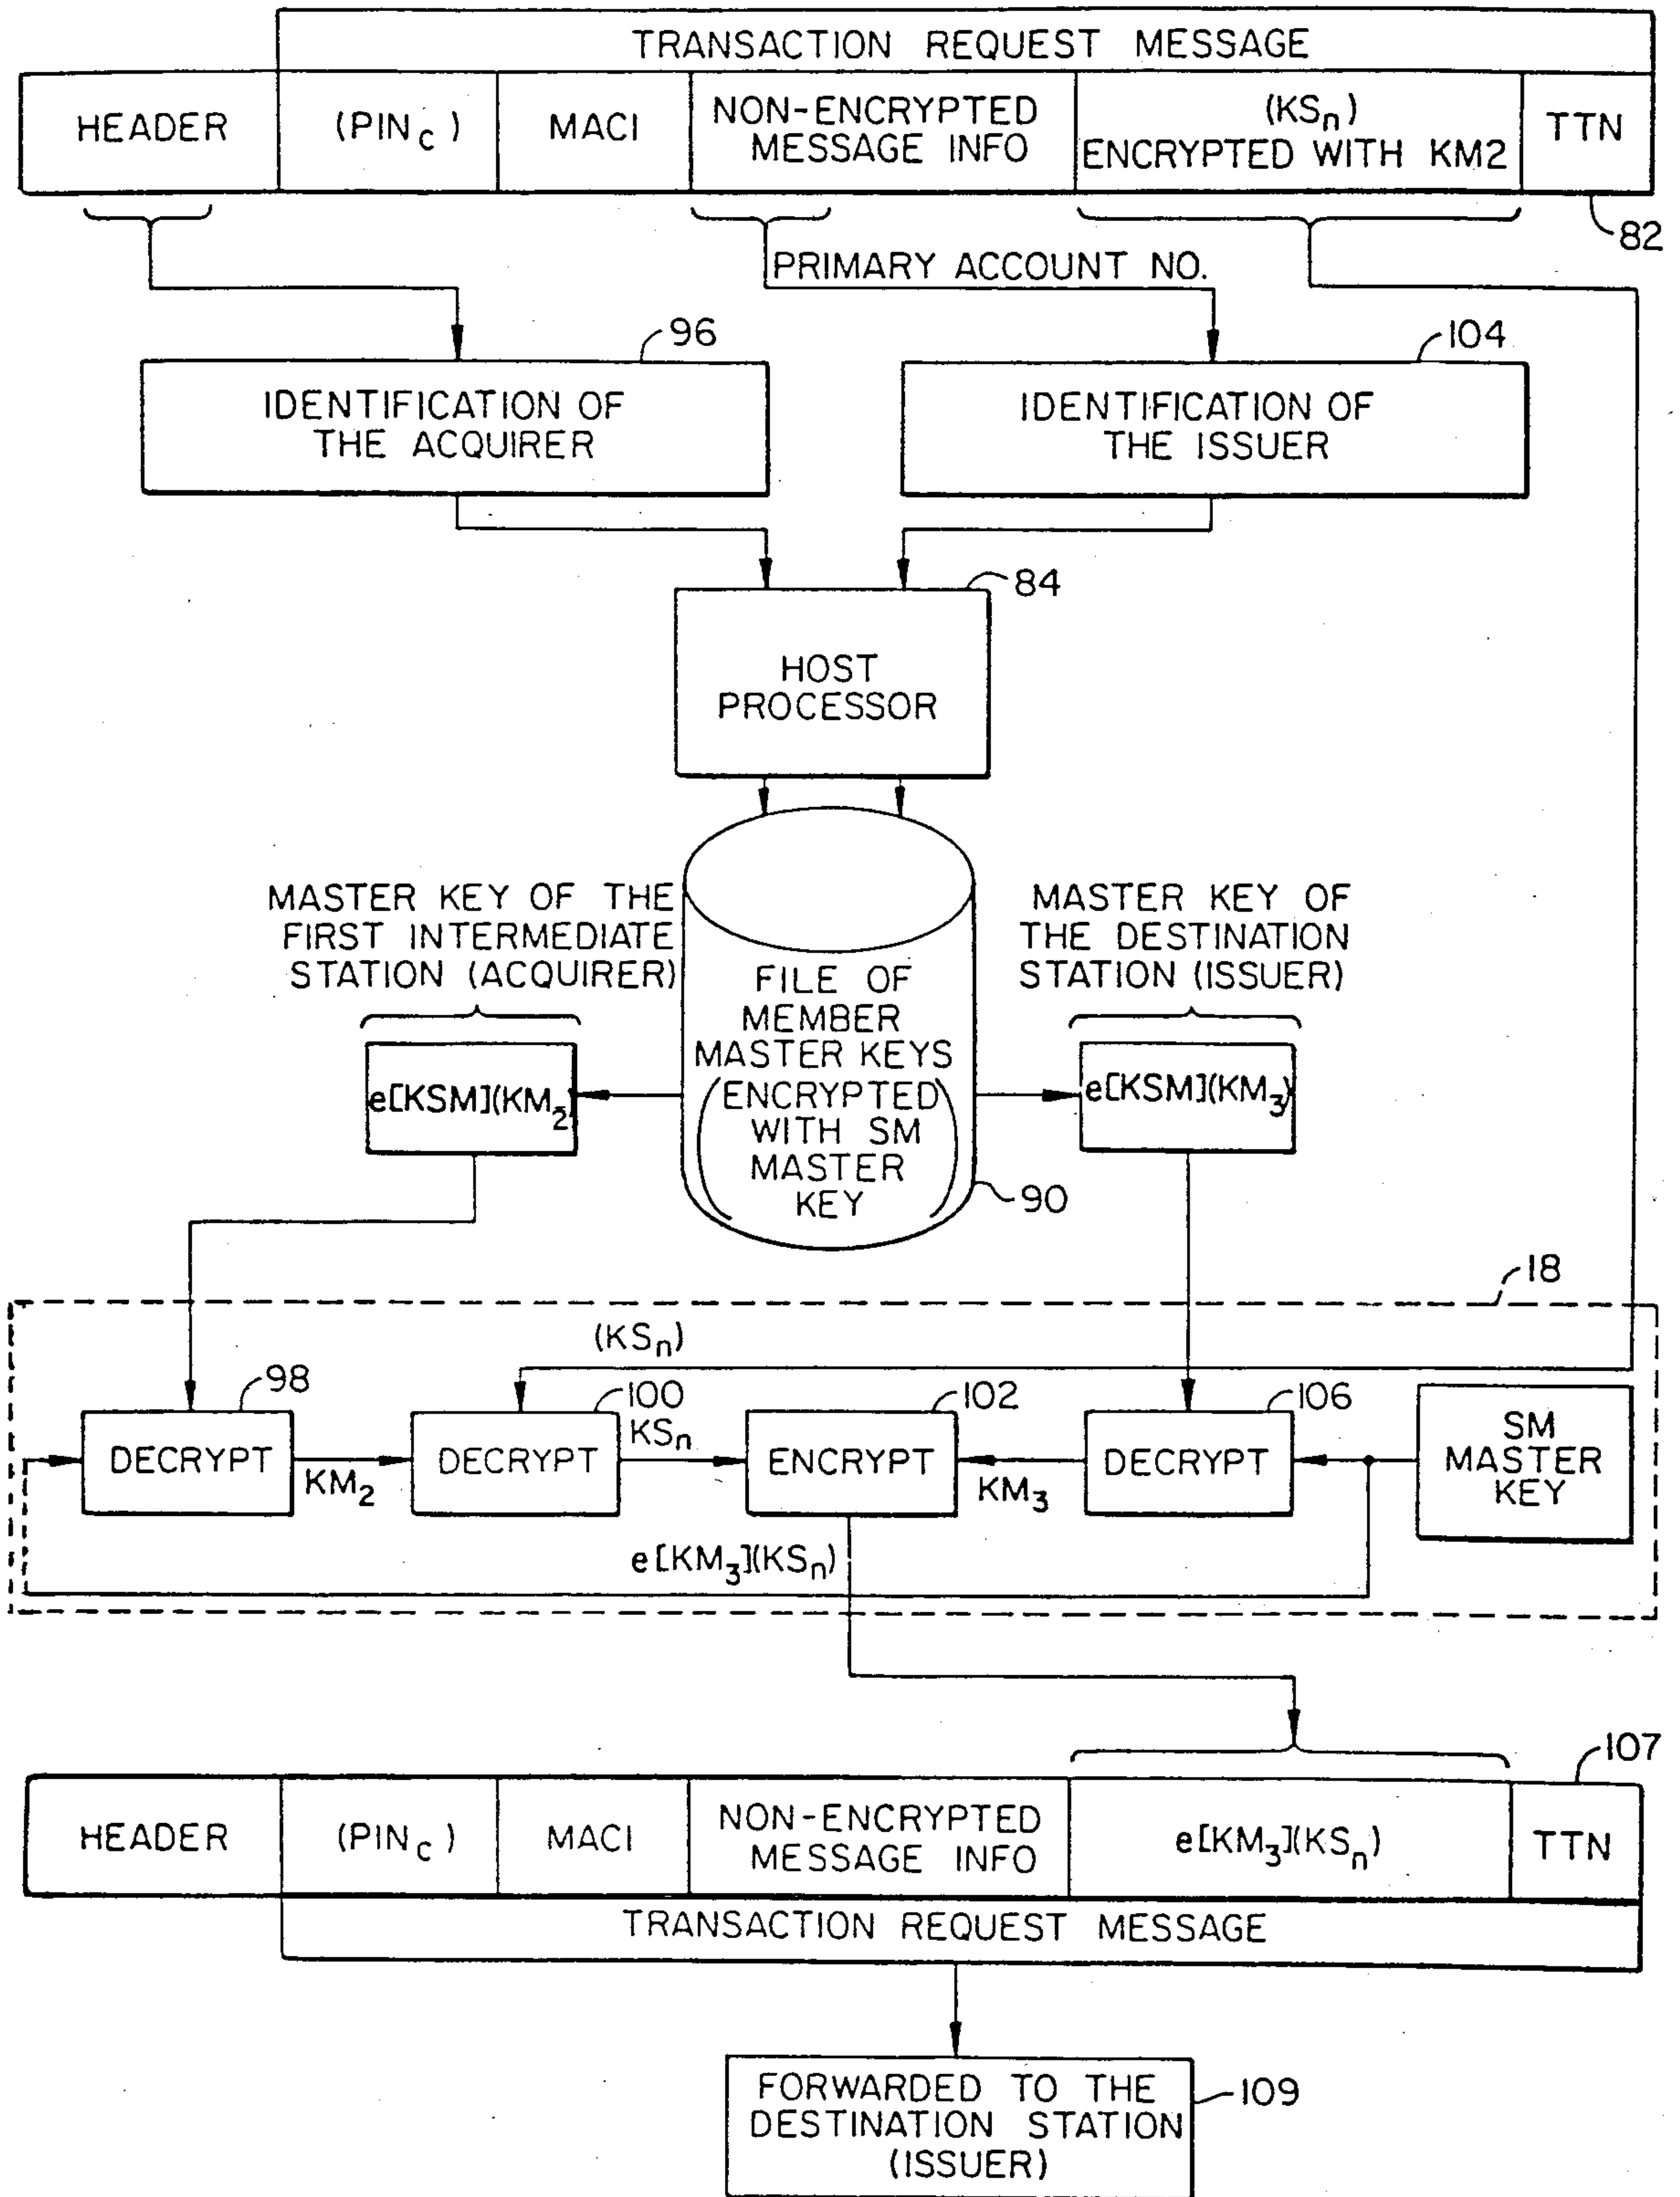 TRANSACTION REQUEST MESSAGE
HEADER
(PINc)
MAC1
NON-ENCRYPTED
MESSAGE INFO
(KSn)
ENCRYPTED WITH KM2
TTN
82
PRIMARY ACCOUNT NO.
96
104
IDENTIFICATION OF
THE ACQUIRER
IDENTIFICATION OF
THE ISSUER
84
HOST
PROCESSOR
MASTER KEY OF THE
FIRST INTERMEDIATE
STATION (ACQUIRER)
MASTER KEY OF
THE DESTINATION
STATION (ISSUER)
FILE OF
MEMBER
MASTER KEYS
(ENCRYPTED
WITH SM
MASTER
KEY)
e[KSM](KM2)
e[KSM](KM3)
90
18
(KSn)
98
100
102
106
DECRYPT
KM2
DECRYPT
KSn
ENCRYPT
KM3
DECRYPT
SM
MASTER
KEY
e[KM3](KSn)
107
HEADER
(PINc)
MAC1
NON-ENCRYPTED
MESSAGE INFO
e[KM3](KSn)
TTN
TRANSACTION REQUEST MESSAGE
FORWARDED TO THE
DESTINATION STATION
(ISSUER)
109